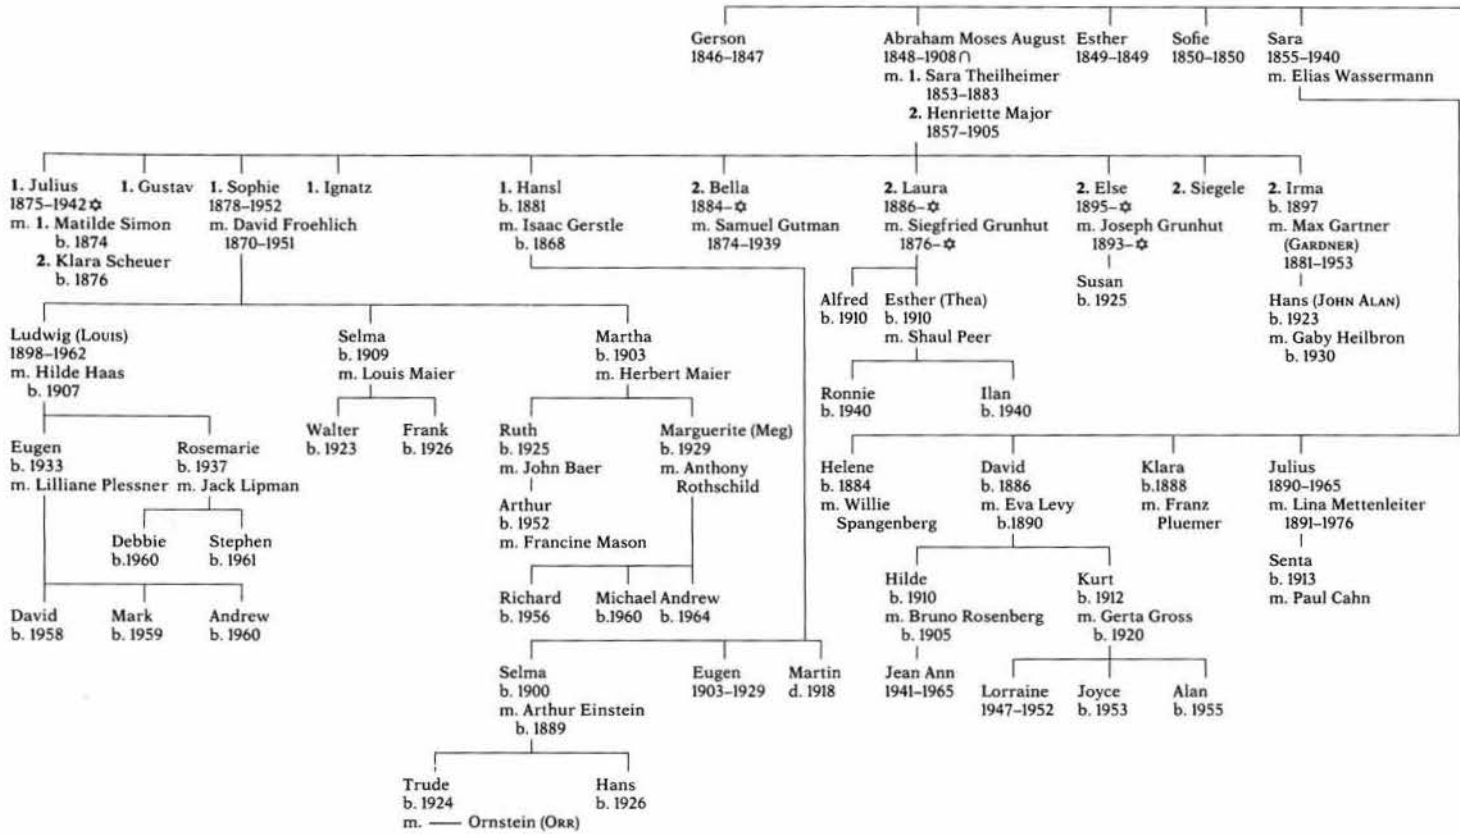 Gerson
1846–1847
Abraham Moses August
1848–1908∩
m. 1. Sara Theilheimer
1853–1883
2. Henriette Major
1857–1905
Esther
1849–1849
Sofie
1850–1850
Sara
1855–1940
m. Elias Wassermann
1. Julius
1875–1942✡
m. 1. Matilde Simon
b. 1874
2. Klara Scheuer
b. 1876
1. Gustav
1. Sophie
1878–1952
m. David Froehlich
1870–1951
1. Ignatz
1. Hansl
b. 1881
m. Isaac Gerstle
b. 1868
2. Bella
1884–✡
m. Samuel Gutman
1874–1939
2. Laura
1886–✡
m. Siegfried Grunhut
1876–✡
2. Else
1895–✡
m. Joseph Grunhut
1893–✡
2. Siegele
2. Irma
b. 1897
m. Max Gartner
(GARDNER)
1881–1953
Alfred
b. 1910
Esther (Thea)
b. 1910
m. Shaul Peer
Susan
b. 1925
Hans (JOHN ALAN)
b. 1923
m. Gaby Heilbron
b. 1930
Ludwig (LOUIS)
1898–1962
m. Hilde Haas
b. 1907
Selma
b. 1909
m. Louis Maier
Martha
b. 1903
m. Herbert Maier
Ronnie
b. 1940
Ilan
b. 1940
Eugen
b. 1933
m. Lilliane Plessner
Rosemarie
b. 1937
m. Jack Lipman
Walter
b. 1923
Frank
b. 1926
Ruth
b. 1925
m. John Baer
Marguerite (Meg)
b. 1929
m. Anthony
Rothschild
Helene
b. 1884
m. Willie
Spangenberg
David
b. 1886
m. Eva Levy
b.1890
Klara
b.1888
m. Franz
Pluemer
Julius
1890–1965
m. Lina Mettenleiter
1891–1976
Arthur
b. 1952
m. Francine Mason
Debbie
b.1960
Stephen
b. 1961
Senta
b. 1913
m. Paul Cahn
Hilde
b. 1910
m. Bruno Rosenberg
b. 1905
Kurt
b. 1912
m. Gerta Gross
b. 1920
David
b. 1958
Mark
b. 1959
Andrew
b. 1960
Richard
b. 1956
Michael
b.1960
Andrew
b. 1964
Selma
b. 1900
m. Arthur Einstein
b. 1889
Eugen
1903–1929
Martin
d. 1918
Jean Ann
1941–1965
Lorraine
1947–1952
Joyce
b. 1953
Alan
b. 1955
Trude
b. 1924
m. —— Ornstein (ORR)
Hans
b. 1926